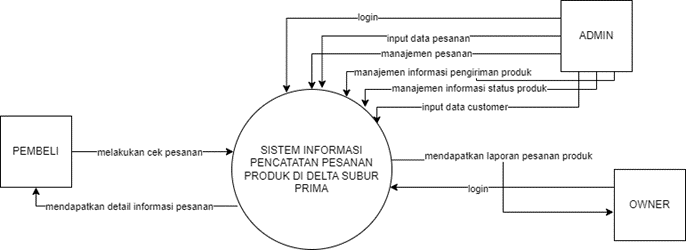 login
ADMIN
input data pesanan
manajemen pesanan
manajemen informasi pengiriman produk
manajemen informasi status produk
input data customer
PEMBELI
melakukan cek pesanan
SISTEM INFORMASI
PENCATATAN PESANAN
PRODUK DI DELTA SUBUR
PRIMA
mendapatkan laporan pesanan produk
login
OWNER
mendapatkan detail informasi pesanan